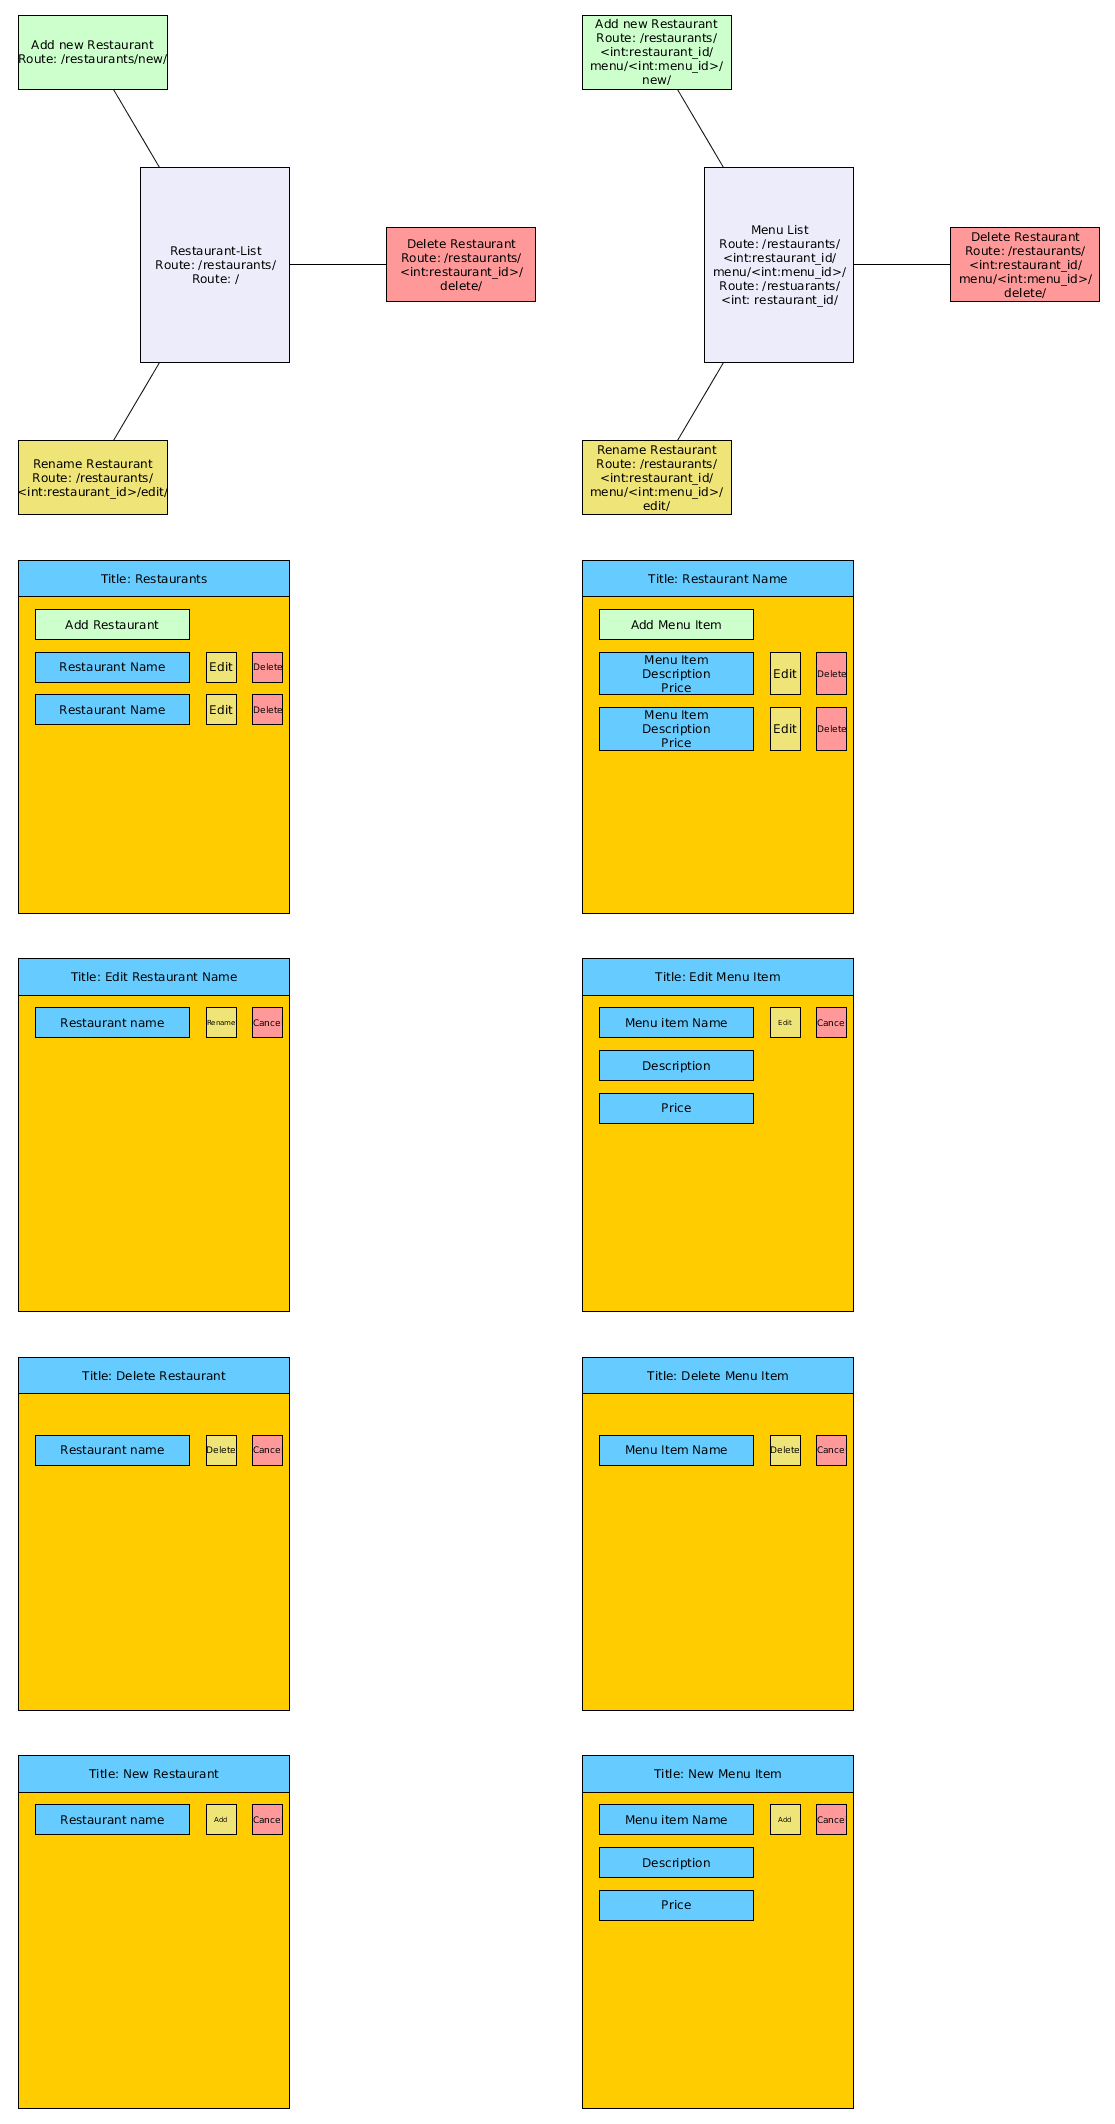 Add new Restaurant
Route: /restaurants/new/
Restaurant-List
Route: /restaurants/
Route: /
Delete Restaurant
Route: /restaurants/
<int:restaurant_id>/
delete/
Rename Restaurant
Route: /restaurants/
<int:restaurant_id>/edit/
Add new Restaurant
Route: /restaurants/
<int:restaurant_id/
menu/<int:menu_id>/
new/
Menu List
Route: /restaurants/
<int:restaurant_id/
menu/<int:menu_id>/
Route: /restuarants/
<int: restaurant_id/
Delete Restaurant
Route: /restaurants/
<int:restaurant_id/
menu/<int:menu_id>/
delete/
Rename Restaurant
Route: /restaurants/
<int:restaurant_id/
menu/<int:menu_id>/
edit/
Title: Restaurants
Add Restaurant
Restaurant Name Edit Delete
Restaurant Name Edit Delete
Title: Restaurant Name
Add Menu Item
Menu Item
Description
Price
Edit Delete
Menu Item
Description
Price
Edit Delete
Title: Edit Restaurant Name
Restaurant name Rename Cance
Title: Edit Menu Item
Menu item Name Edit Cance
Description
Price
Title: Delete Restaurant
Restaurant name Delete Cance
Title: Delete Menu Item
Menu Item Name Delete Cance
Title: New Restaurant
Restaurant name Add Cance
Title: New Menu Item
Menu item Name Add Cance
Description
Price